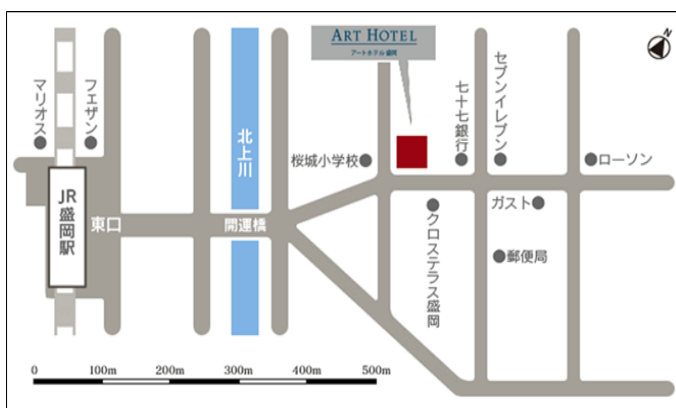 ART HOTEL
アートホテル盛岡
N
マリオス
フェザン
北上川
桜城小学校
七十七銀行
セブンイレブン
ローソン
JR盛岡駅
東口
開運橋
クロステラス盛岡
ガスト
郵便局
0 100m 200m 300m 400m 500m